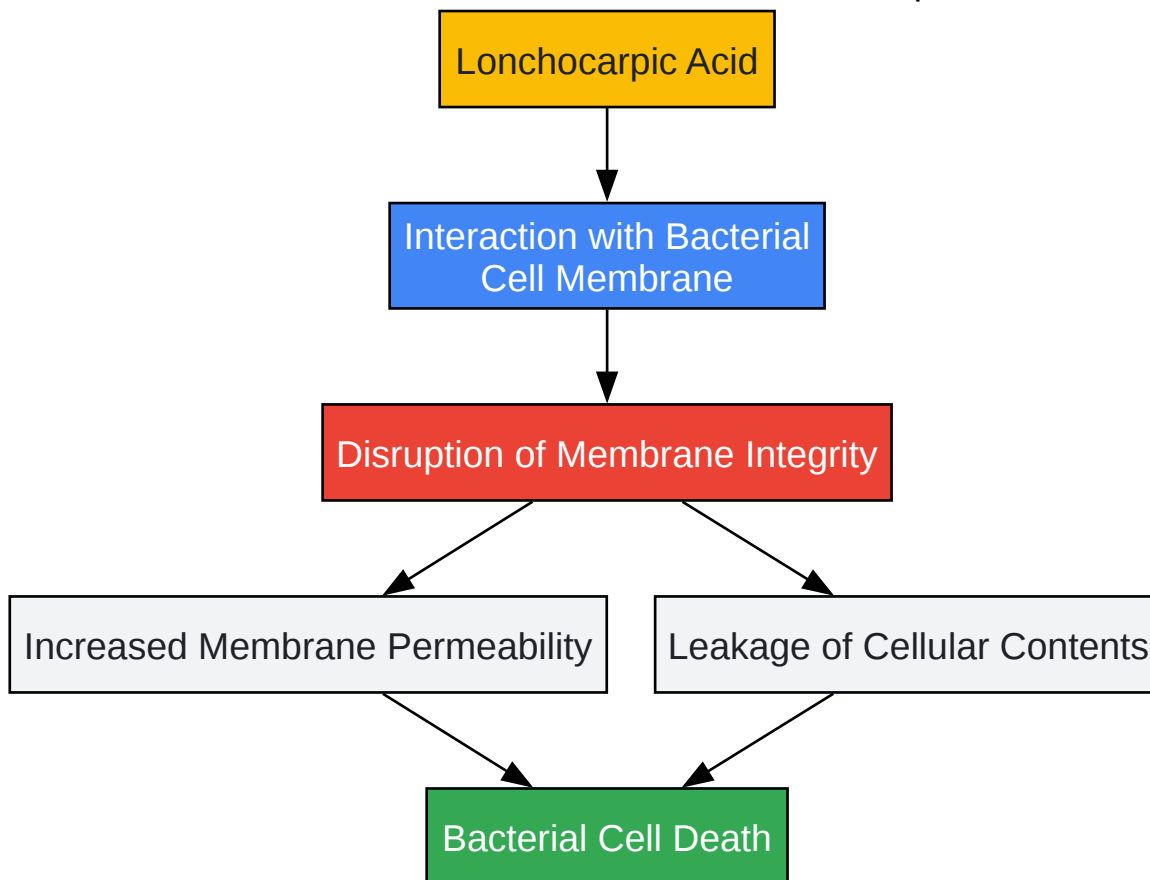 Lonchocarpic Acid
Interaction with Bacterial
Cell Membrane
Disruption of Membrane Integrity
Increased Membrane Permeability
Leakage of Cellular Contents
Bacterial Cell Death